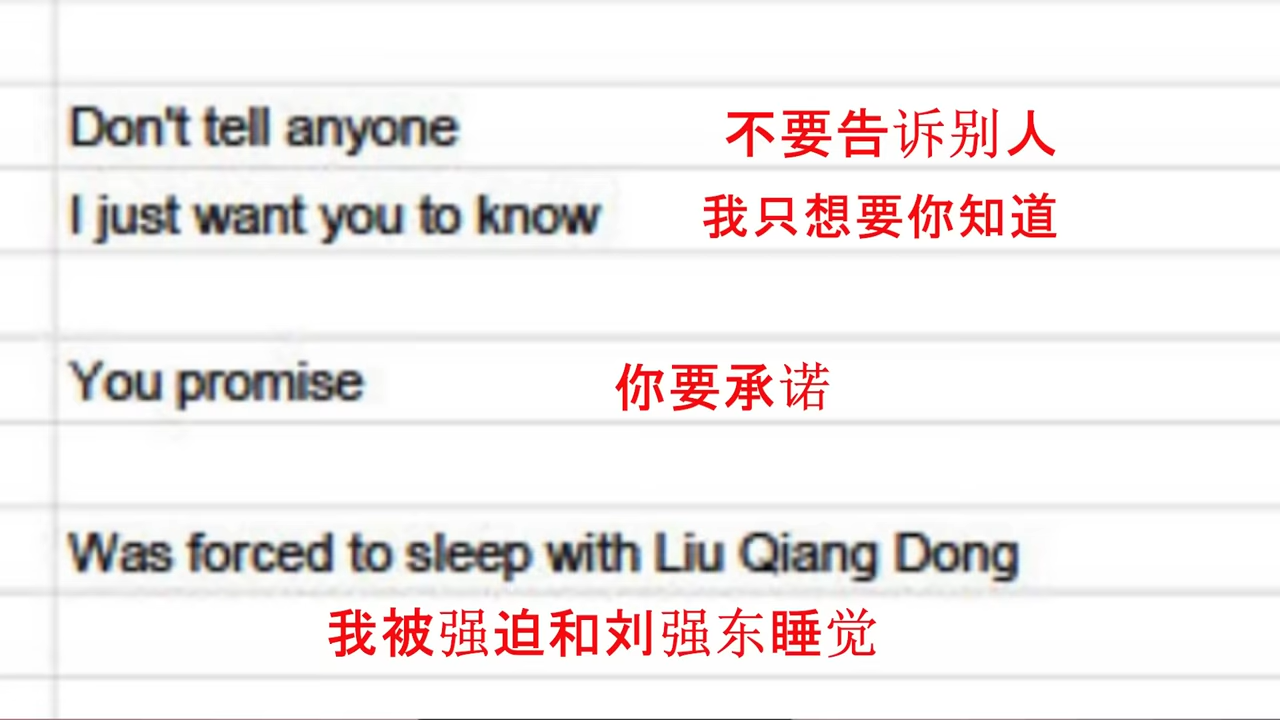 Don't tell anyone 不要告诉别人
I just want you to know 我只想要你知道
You promise 你要承诺
Was forced to sleep with Liu Qiang Dong
我被强迫和刘强东睡觉